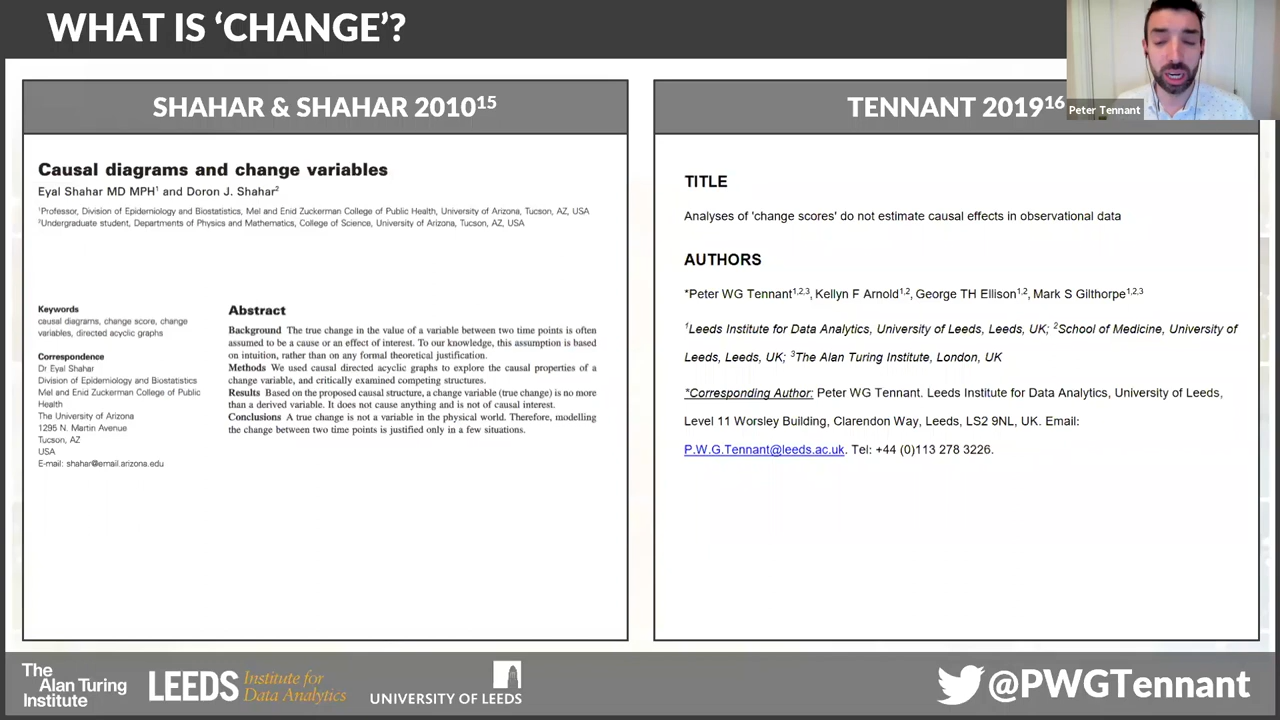 WHAT IS ‘CHANGE’?
Peter Tennant
SHAHAR & SHAHAR 2010¹⁵
Causal diagrams and change variables
Eyal Shahar MD MPH¹ and Doron J. Shahar²
¹Professor, Division of Epidemiology and Biostatistics, Mel and Enid Zuckerman College of Public Health, University of Arizona, Tucson, AZ, USA
²Undergraduate student, Departments of Physics and Mathematics, College of Science, University of Arizona, Tucson, AZ, USA
Keywords
causal diagrams, change score, change
variables, directed acyclic graphs
Correspondence
Dr Eyal Shahar
Division of Epidemiology and Biostatistics
Mel and Enid Zuckerman College of Public
Health
The University of Arizona
1295 N. Martin Avenue
Tucson, AZ
USA
E-mail: shahar@email.arizona.edu
Abstract
Background The true change in the value of a variable between two time points is often
assumed to be a cause or an effect of interest. To our knowledge, this assumption is based
on intuition, rather than on any formal theoretical justification.
Methods We used causal directed acyclic graphs to explore the causal properties of a
change variable, and critically examined competing structures.
Results Based on the proposed causal structure, a change variable (true change) is no more
than a derived variable. It does not cause anything and is not of causal interest.
Conclusions A true change is not a variable in the physical world. Therefore, modelling
the change between two time points is justified only in a few situations.
TENNANT 2019¹⁶
TITLE
Analyses of 'change scores' do not estimate causal effects in observational data
AUTHORS
*Peter WG Tennant¹,²,³, Kellyn F Arnold¹,², George TH Ellison¹,², Mark S Gilthorpe¹,²,³
¹Leeds Institute for Data Analytics, University of Leeds, Leeds, UK; ²School of Medicine, University of
Leeds, Leeds, UK; ³The Alan Turing Institute, London, UK
*Corresponding Author: Peter WG Tennant. Leeds Institute for Data Analytics, University of Leeds,
Level 11 Worsley Building, Clarendon Way, Leeds, LS2 9NL, UK. Email:
P.W.G.Tennant@leeds.ac.uk. Tel: +44 (0)113 278 3226.
The
Alan Turing
Institute
LEEDS Institute for
Data Analytics
UNIVERSITY OF LEEDS
@PWGTennant